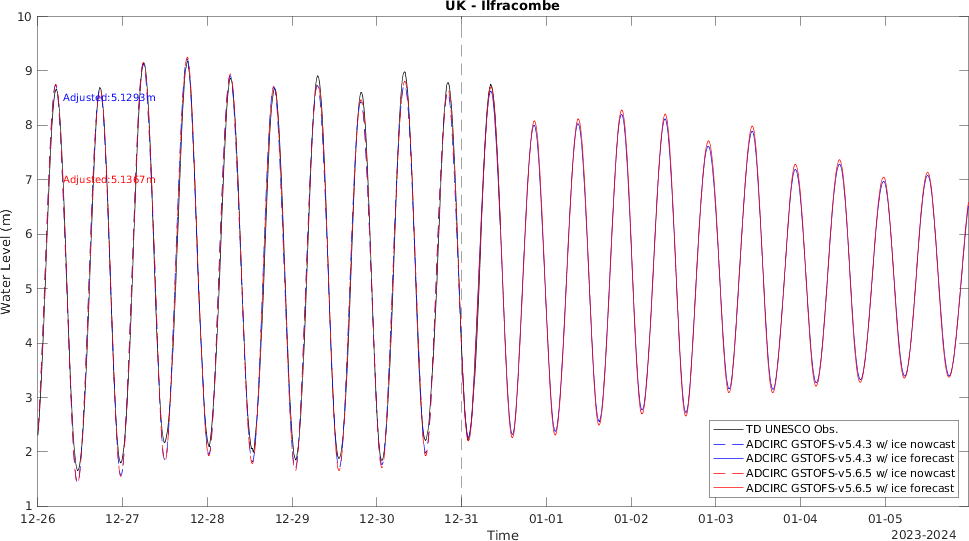 UK - Ilfracombe
10
9
8
7
6
5
4
3
2
1
Water Level (m)
Adjusted:5.1293m
Adjusted:5.1367m
TD UNESCO Obs.
ADCIRC GSTOFS-v5.4.3 w/ ice nowcast
ADCIRC GSTOFS-v5.4.3 w/ ice forecast
ADCIRC GSTOFS-v5.6.5 w/ ice nowcast
ADCIRC GSTOFS-v5.6.5 w/ ice forecast
12-26 12-27 12-28 12-29 12-30 12-31 01-01 01-02 01-03 01-04 01-05
Time
2023-2024